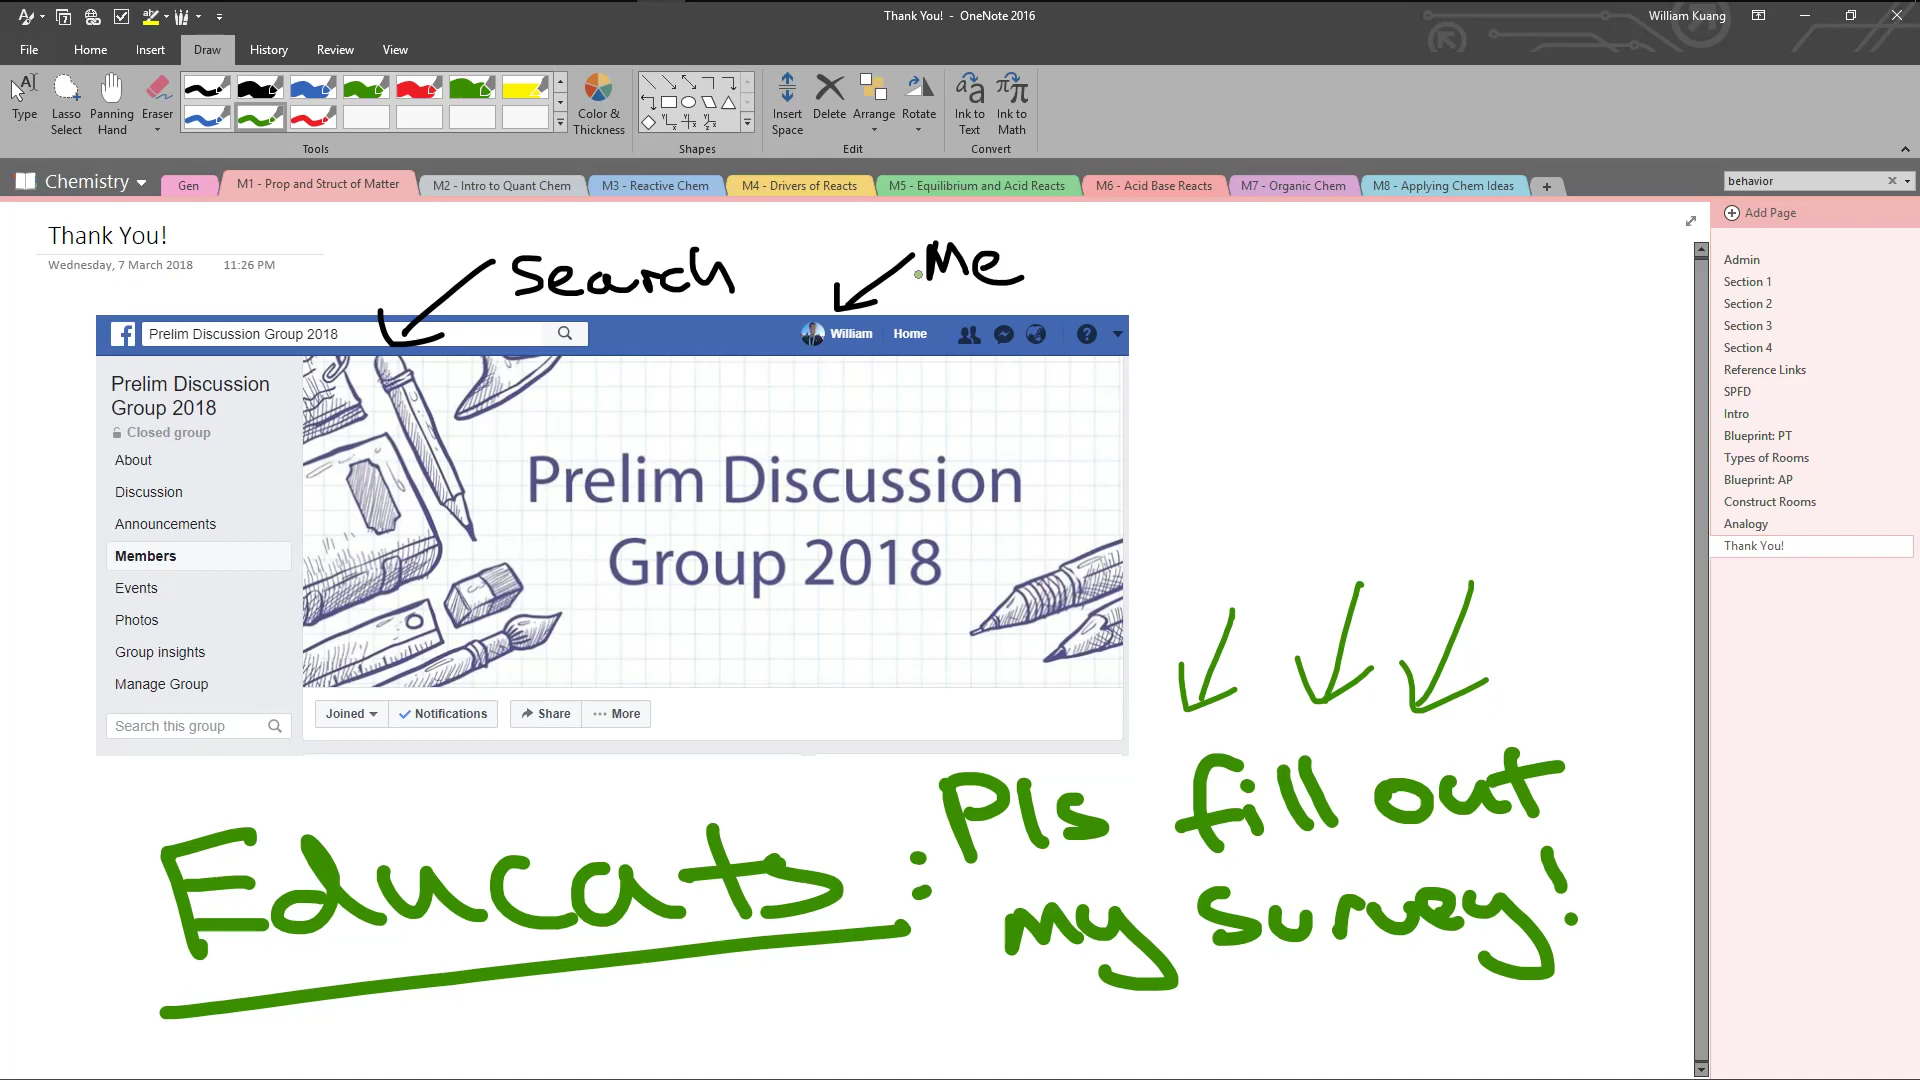 Thank You! - OneNote 2016
William Kuang
File Home Insert Draw History Review View
Type
Lasso Select
Panning Hand
Eraser
Color & Thickness
Insert Space
Delete
Arrange
Rotate
Ink to Text
Ink to Math
Tools
Shapes
Edit
Convert
Chemistry
Gen
M1 - Prop and Struct of Matter
M2 - Intro to Quant Chem
M3 - Reactive Chem
M4 - Drivers of Reacts
M5 - Equilibrium and Acid Reacts
M6 - Acid Base Reacts
M7 - Organic Chem
M8 - Applying Chem Ideas
behavior
Thank You!
Wednesday, 7 March 2018 11:26 PM
Search
Me
Prelim Discussion Group 2018
William Home
Prelim Discussion
Group 2018
Closed group
About
Discussion
Announcements
Members
Events
Photos
Group insights
Manage Group
Search this group
Prelim Discussion
Group 2018
Joined
Notifications
Share
More
Educats: Pls fill out
my survey!
Add Page
Admin
Section 1
Section 2
Section 3
Section 4
Reference Links
SPFD
Intro
Blueprint: PT
Types of Rooms
Blueprint: AP
Construct Rooms
Analogy
Thank You!